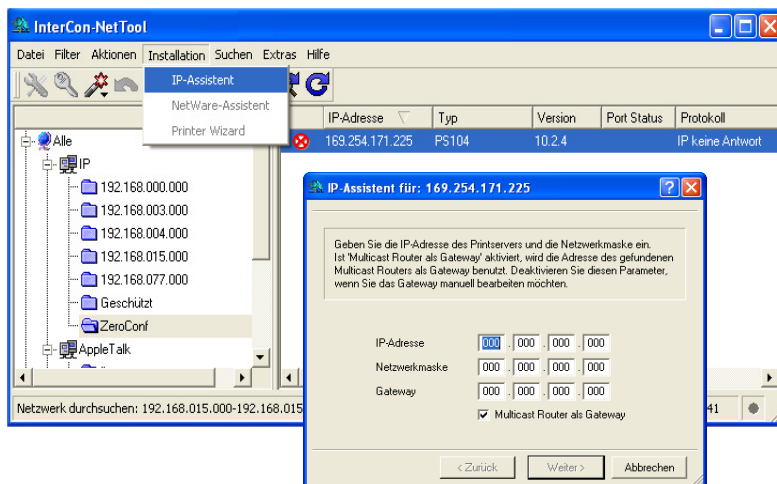 InterCon-NetTool
Datei Filter Aktionen Installation Suchen Extras Hilfe
IP-Assistent
NetWare-Assistent
Printer Wizard
IP-Adresse Typ Version Port Status Protokoll
169.254.171.225 PS104 10.2.4 IP keine Antwort
Alle
IP
192.168.000.000
192.168.003.000
192.168.004.000
192.168.015.000
192.168.077.000
Geschützt
ZeroConf
AppleTalk
Netzwerk durchsuchen: 192.168.015.000-192.168.015
41
IP-Assistent für: 169.254.171.225
Geben Sie die IP-Adresse des Printservers und die Netzwerkmaske ein.
Ist 'Multicast Router als Gateway' aktiviert, wird die Adresse des gefundenen
Multicast Routers als Gateway benutzt. Deaktivieren Sie diesen Parameter,
wenn Sie das Gateway manuell bearbeiten möchten.
IP-Adresse 000 . 000 . 000 . 000
Netzwerkmaske 000 . 000 . 000 . 000
Gateway 000 . 000 . 000 . 000
Multicast Router als Gateway
< Zurück Weiter > Abbrechen